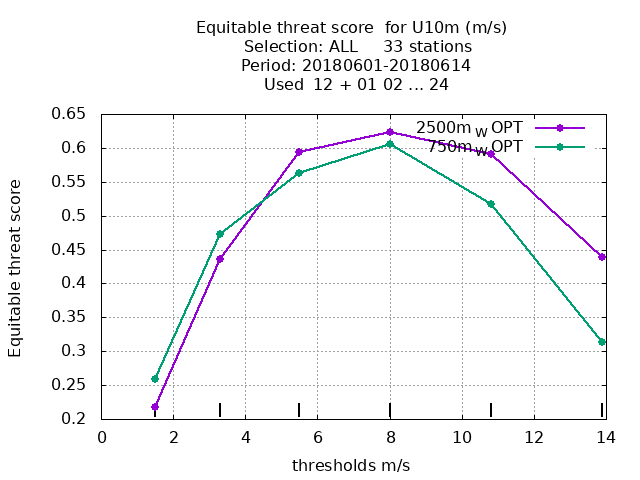 Equitable threat score for U10m (m/s)
Selection: ALL 33 stations
Period: 20180601-20180614
Used 12 + 01 02 ... 24
Equitable threat score
0.65
0.6
0.55
0.5
0.45
0.4
0.35
0.3
0.25
0.2
2500m W OPT
750m W OPT
0 2 4 6 8 10 12 14
thresholds m/s